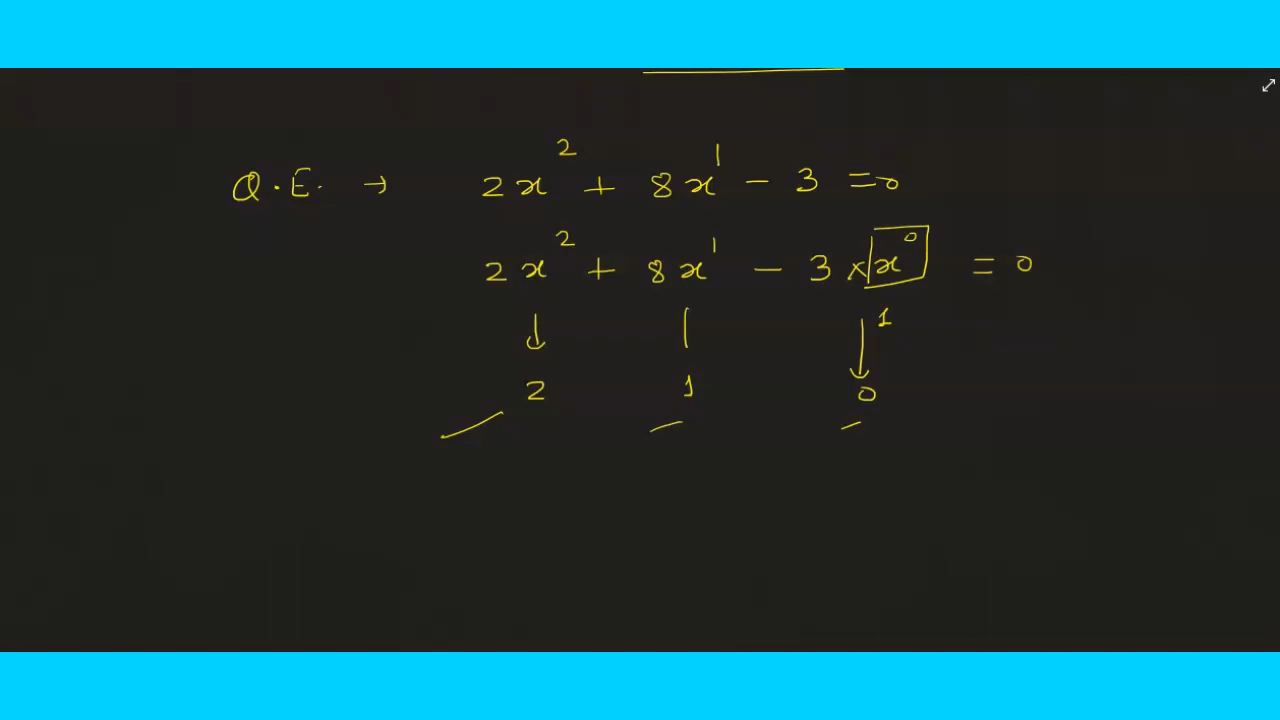 Q.E. → 2x² + 8x¹ - 3 = 0
2x² + 8x¹ - 3 × x⁰ = 0
1
2 1 0